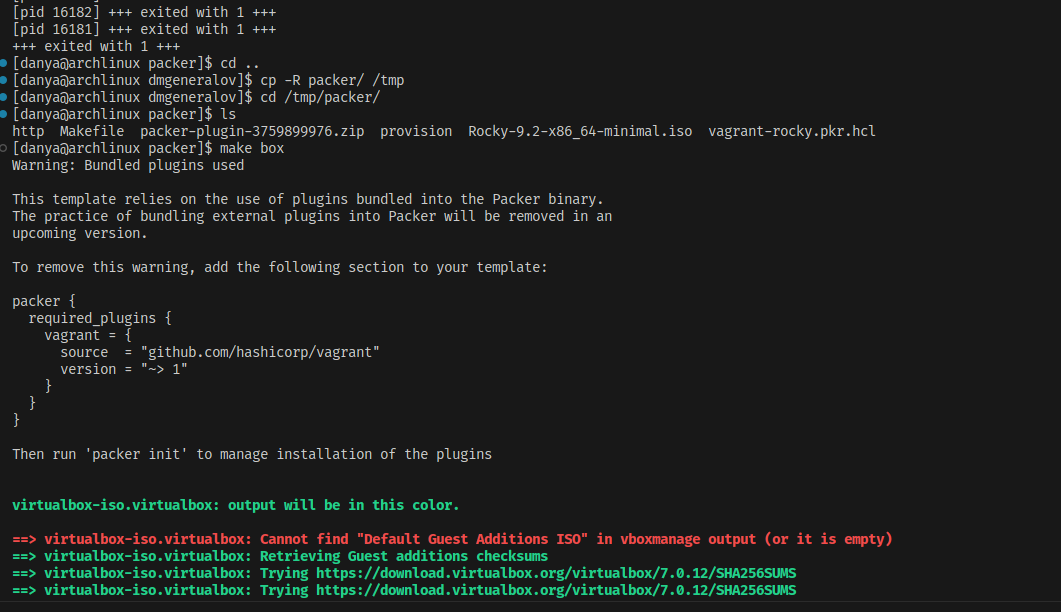 [pid 16182] +++ exited with 1 +++
[pid 16181] +++ exited with 1 +++
+++ exited with 1 +++
[danya@archlinux packer]$ cd ..
[danya@archlinux dmgeneralov]$ cp -R packer/ /tmp
[danya@archlinux dmgeneralov]$ cd /tmp/packer/
[danya@archlinux packer]$ ls
http  Makefile  packer-plugin-3759899976.zip  provision  Rocky-9.2-x86_64-minimal.iso  vagrant-rocky.pkr.hcl
[danya@archlinux packer]$ make box
Warning: Bundled plugins used

This template relies on the use of plugins bundled into the Packer binary.
The practice of bundling external plugins into Packer will be removed in an
upcoming version.

To remove this warning, add the following section to your template:

packer {
  required_plugins {
    vagrant = {
      source  = "github.com/hashicorp/vagrant"
      version = "~> 1"
    }
  }
}

Then run 'packer init' to manage installation of the plugins

virtualbox-iso.virtualbox: output will be in this color.

==> virtualbox-iso.virtualbox: Cannot find "Default Guest Additions ISO" in vboxmanage output (or it is empty)
==> virtualbox-iso.virtualbox: Retrieving Guest additions checksums
==> virtualbox-iso.virtualbox: Trying https://download.virtualbox.org/virtualbox/7.0.12/SHA256SUMS
==> virtualbox-iso.virtualbox: Trying https://download.virtualbox.org/virtualbox/7.0.12/SHA256SUMS